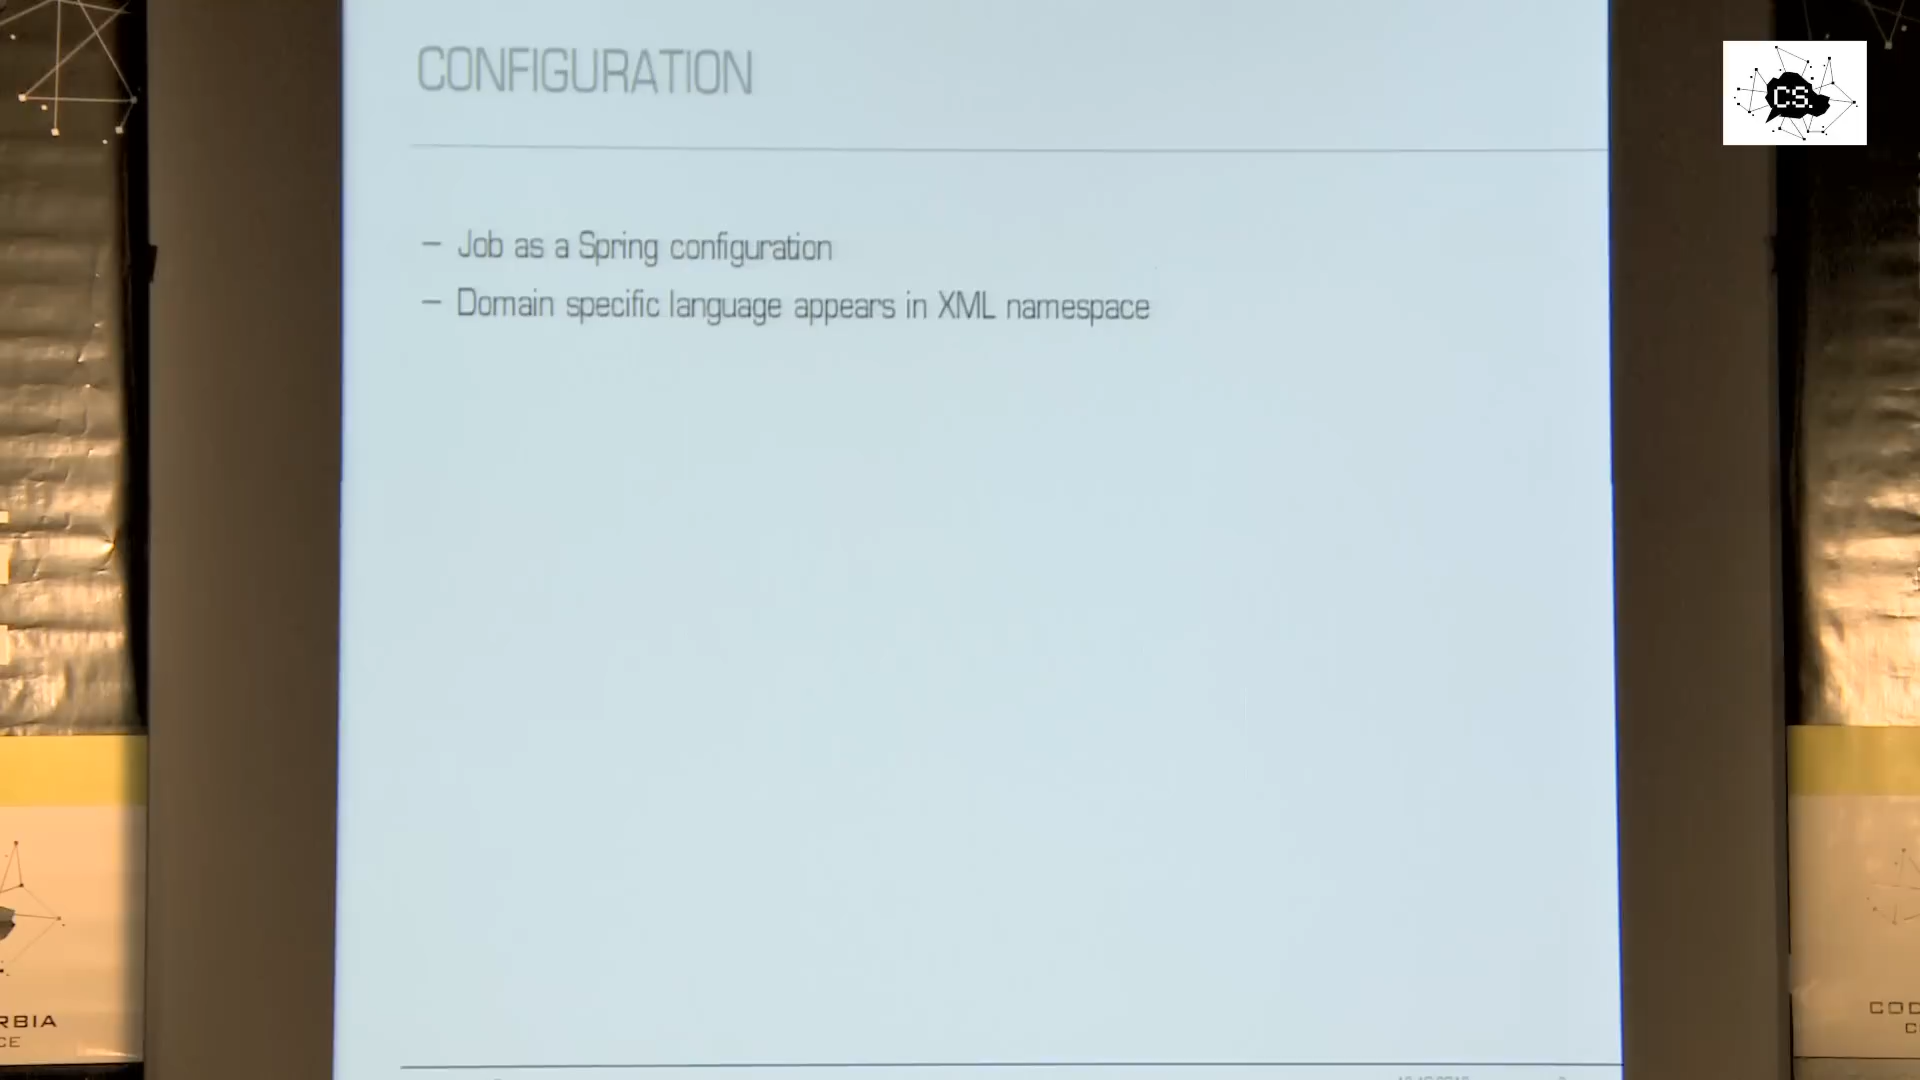 CONFIGURATION
CS.
– Job as a Spring configuration
– Domain specific language appears in XML namespace
RBIA
CE
COD
C